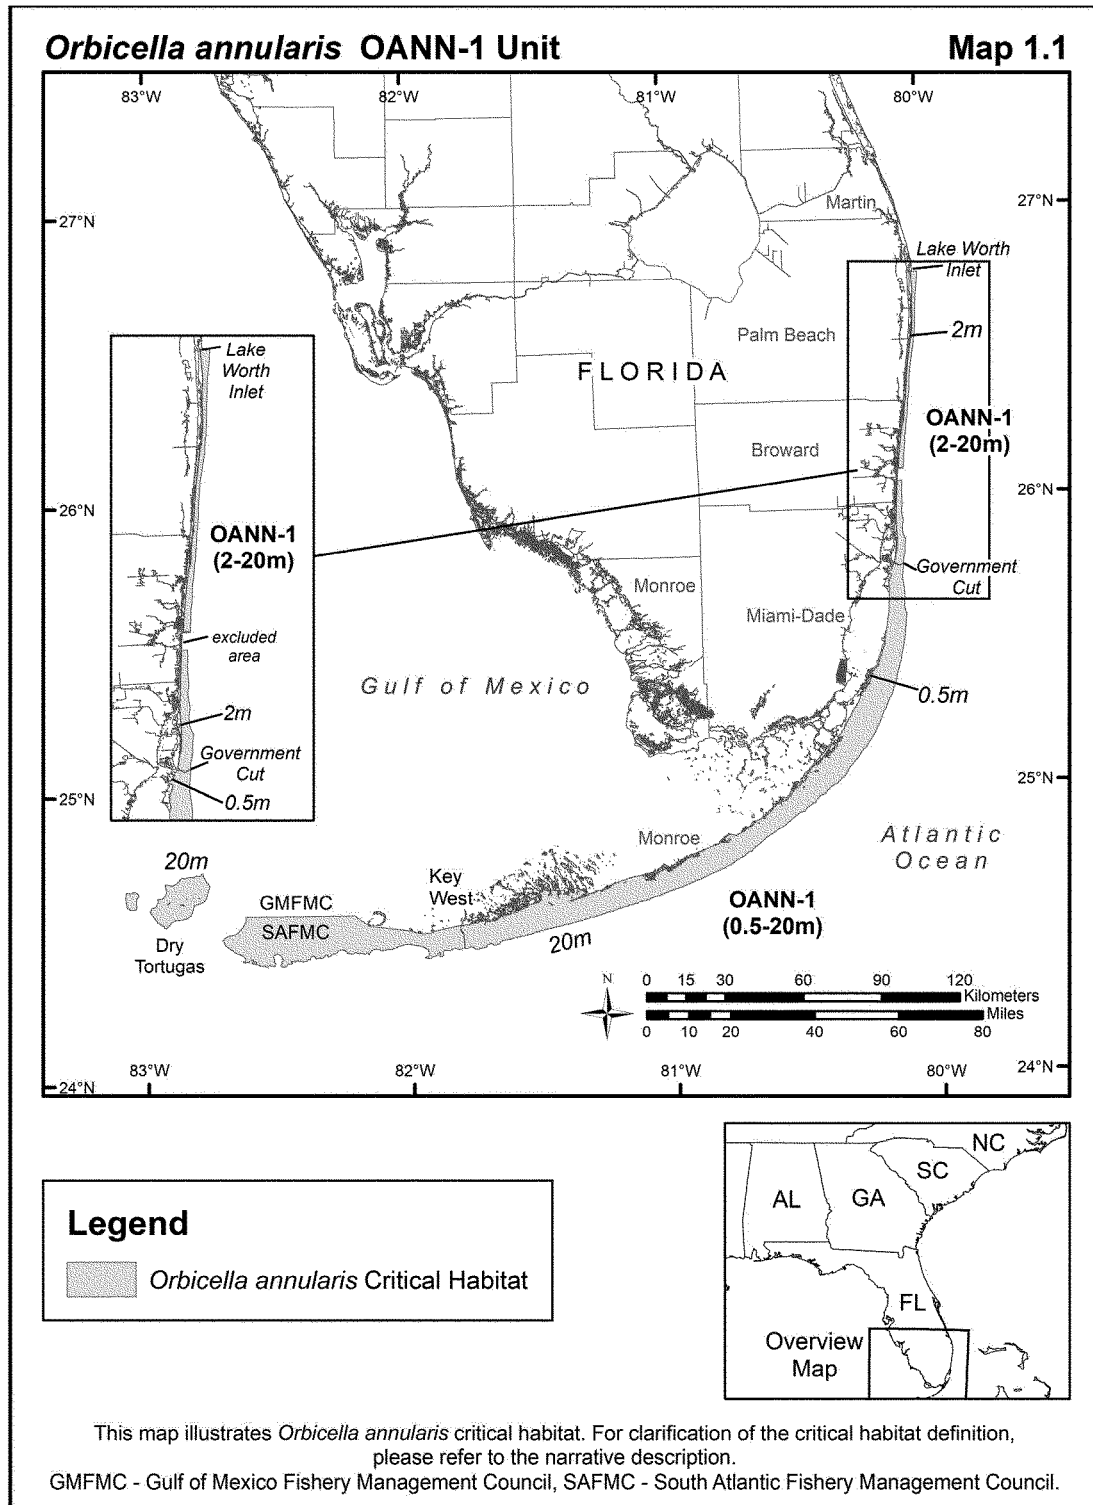 Orbicella annularis OANN-1 Unit
Map 1.1
83°W
82°W
81°W
80°W
27°N
27°N
Martin
Lake Worth
Inlet
2m
Palm Beach
FLORIDA
Lake
Worth
Inlet
OANN-1
(2-20m)
Broward
26°N
26°N
OANN-1
(2-20m)
Government
Cut
Monroe
Miami-Dade
excluded
area
Gulf of Mexico
0.5m
2m
Government
Cut
0.5m
25°N
25°N
Atlantic
Ocean
Monroe
20m
Key
West
GMFMC
SAFMC
OANN-1
(0.5-20m)
20m
Dry
Tortugas
N
0 15 30 60 90 120
Kilometers
Miles
0 10 20 40 60 80
83°W
82°W
81°W
80°W
24°N
24°N
NC
SC
AL
GA
FL
Overview
Map
Legend
Orbicella annularis Critical Habitat
This map illustrates Orbicella annularis critical habitat. For clarification of the critical habitat definition,
please refer to the narrative description.
GMFMC - Gulf of Mexico Fishery Management Council, SAFMC - South Atlantic Fishery Management Council.